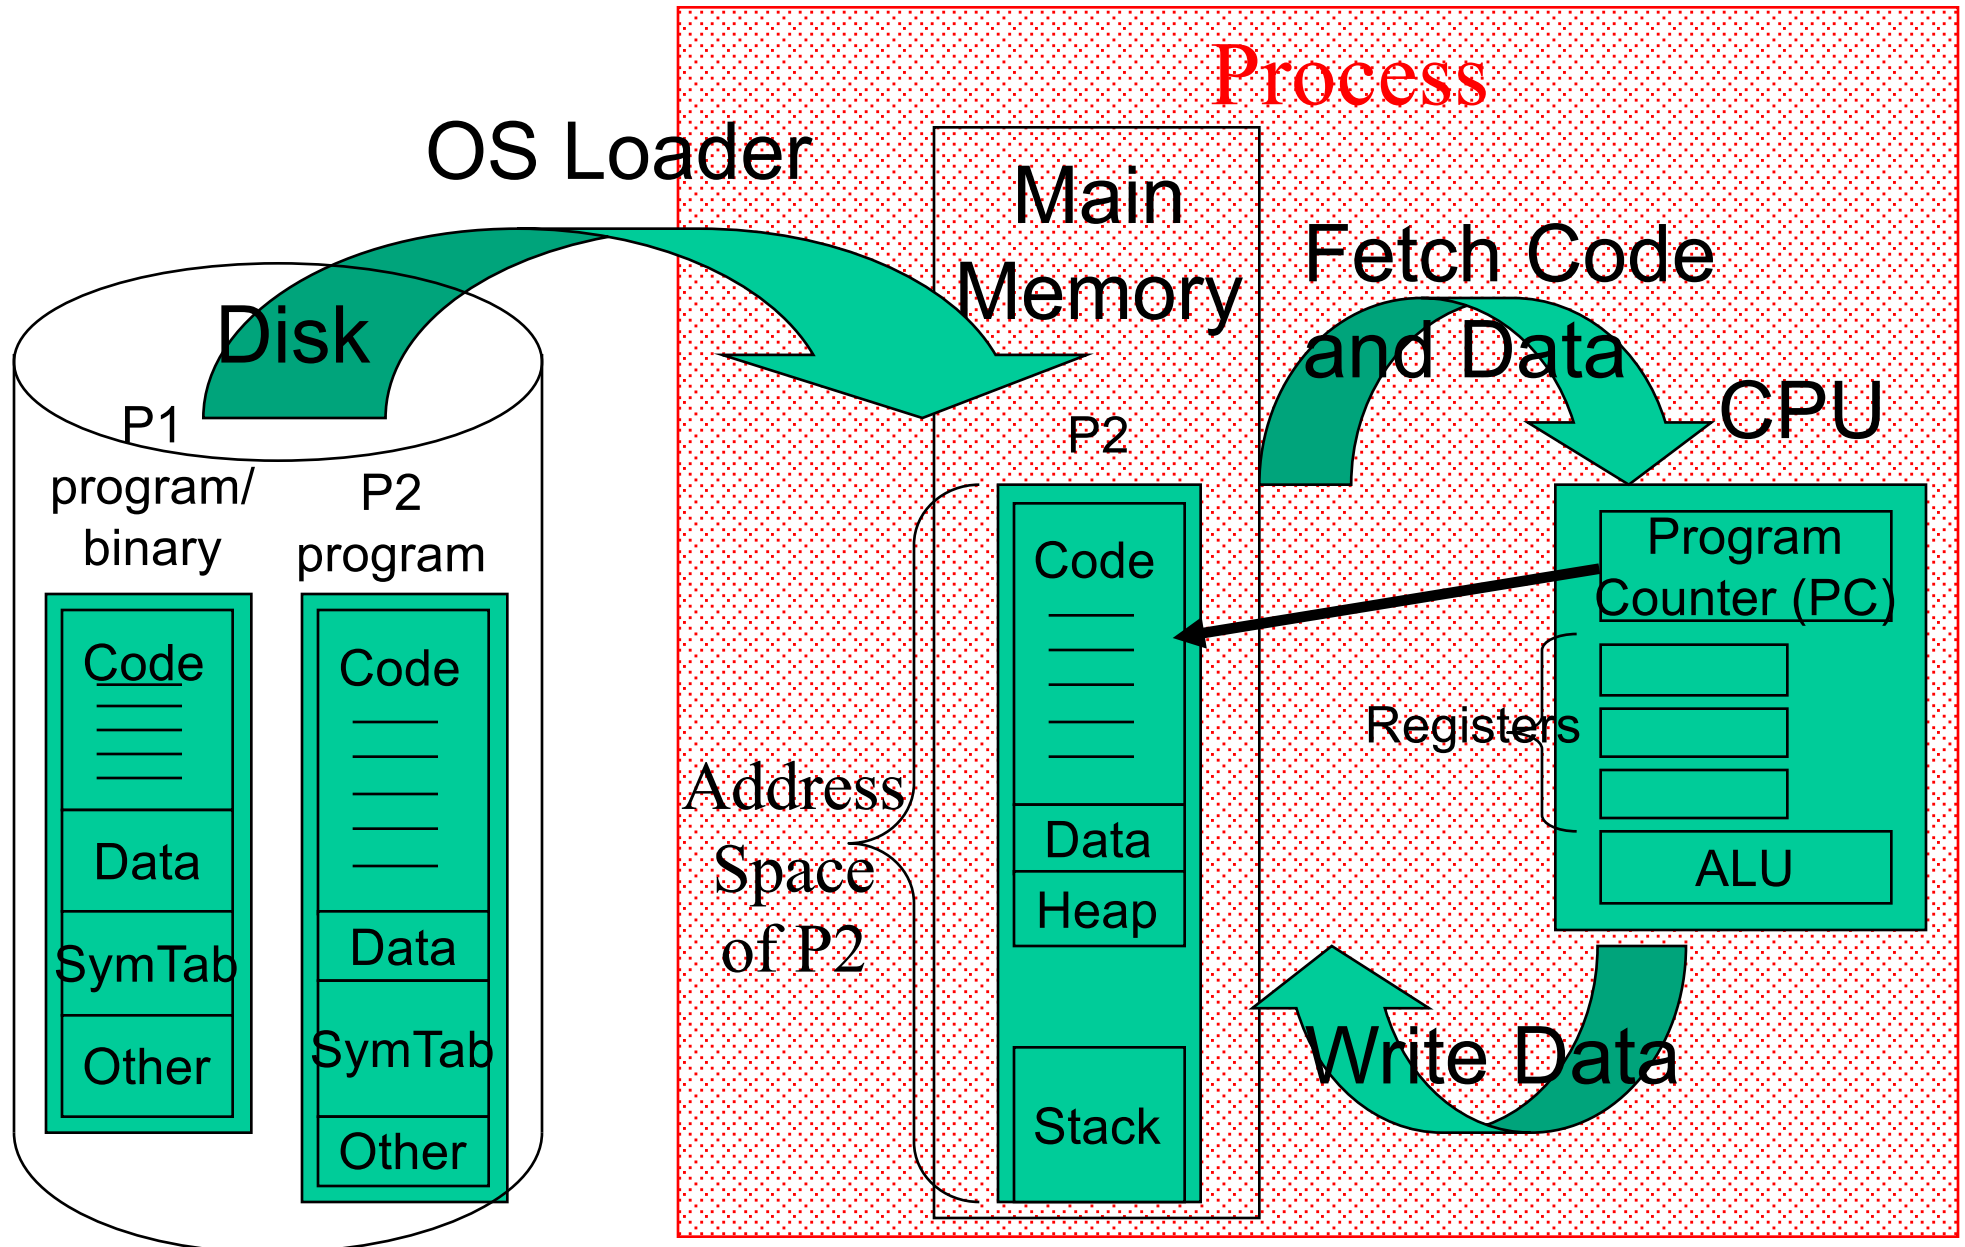 Process
OS Loader
Main
Memory
Fetch Code
and Data
Disk
CPU
P1
program/
binary
P2
program
P2
Code
Data
SymTab
Other
Code
Data
SymTab
Other
Address
Space
of P2
Code
Data
Heap
Stack
Program
Counter (PC)
Registers
ALU
Write Data